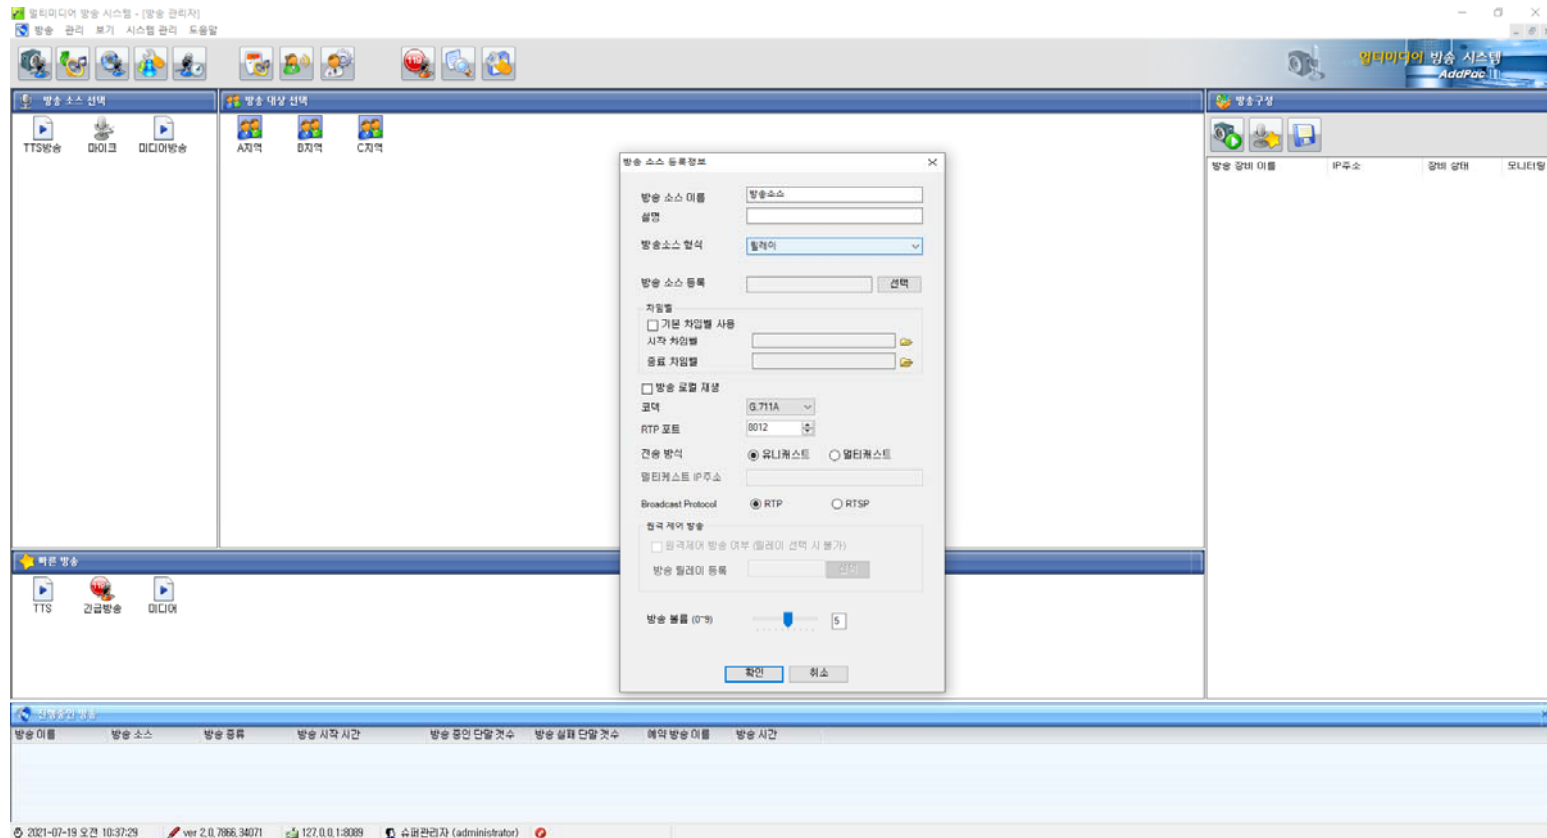 멀티미디어 방송 시스템 - [방송 관리자]
방송 관리 보기 시스템 관리 도움말
멀티미디어 방송 시스템
AddPac
방송 소스 선택
방송 대상 선택
방송구성
TTS방송 마이크 미디어방송
A지역 B지역 C지역
방송 장비 이름 IP주소 장비 상태 모니터링
방송 소스 등록정보
방송 소스 이름 방송소스
설명
방송소스 형식 릴레이
방송 소스 등록 선택
차임벨
기본 차임벨 사용
시작 차임벨
종료 차임벨
방송 로컬 재생
코덱 G.711A
RTP 포트 8012
전송 방식 유니캐스트 멀티캐스트
멀티케스트 IP주소
Broadcast Protocol RTP RTSP
원격 제어 방송
원격제어 방송 여부 (릴레이 선택 시 불가)
방송 릴레이 등록 선택
방송 볼륨 (0~9) 5
확인 취소
빠른 방송
TTS 긴급방송 미디어
진행중인 방송
방송 이름 방송 소스 방송 종류 방송 시작 시간 방송 중인 단말 갯수 방송 실패 단말 갯수 예약 방송 이름 방송 시간
2021-07-19 오전 10:37:29 ver 2.0.7866.34071 127.0.0.1:8089 슈퍼관리자 (administrator)